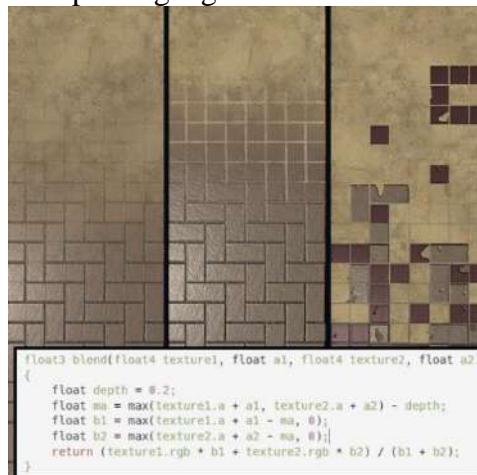 float3 blend(float4 texture1, float a1, float4 texture2, float a2
{
float depth = 0.2;
float ma = max(texture1.a + a1, texture2.a + a2) - depth;
float b1 = max(texture1.a + a1 - ma, 0);
float b2 = max(texture2.a + a2 - ma, 0);
return (texture1.rgb * b1 + texture2.rgb * b2) / (b1 + b2);
}